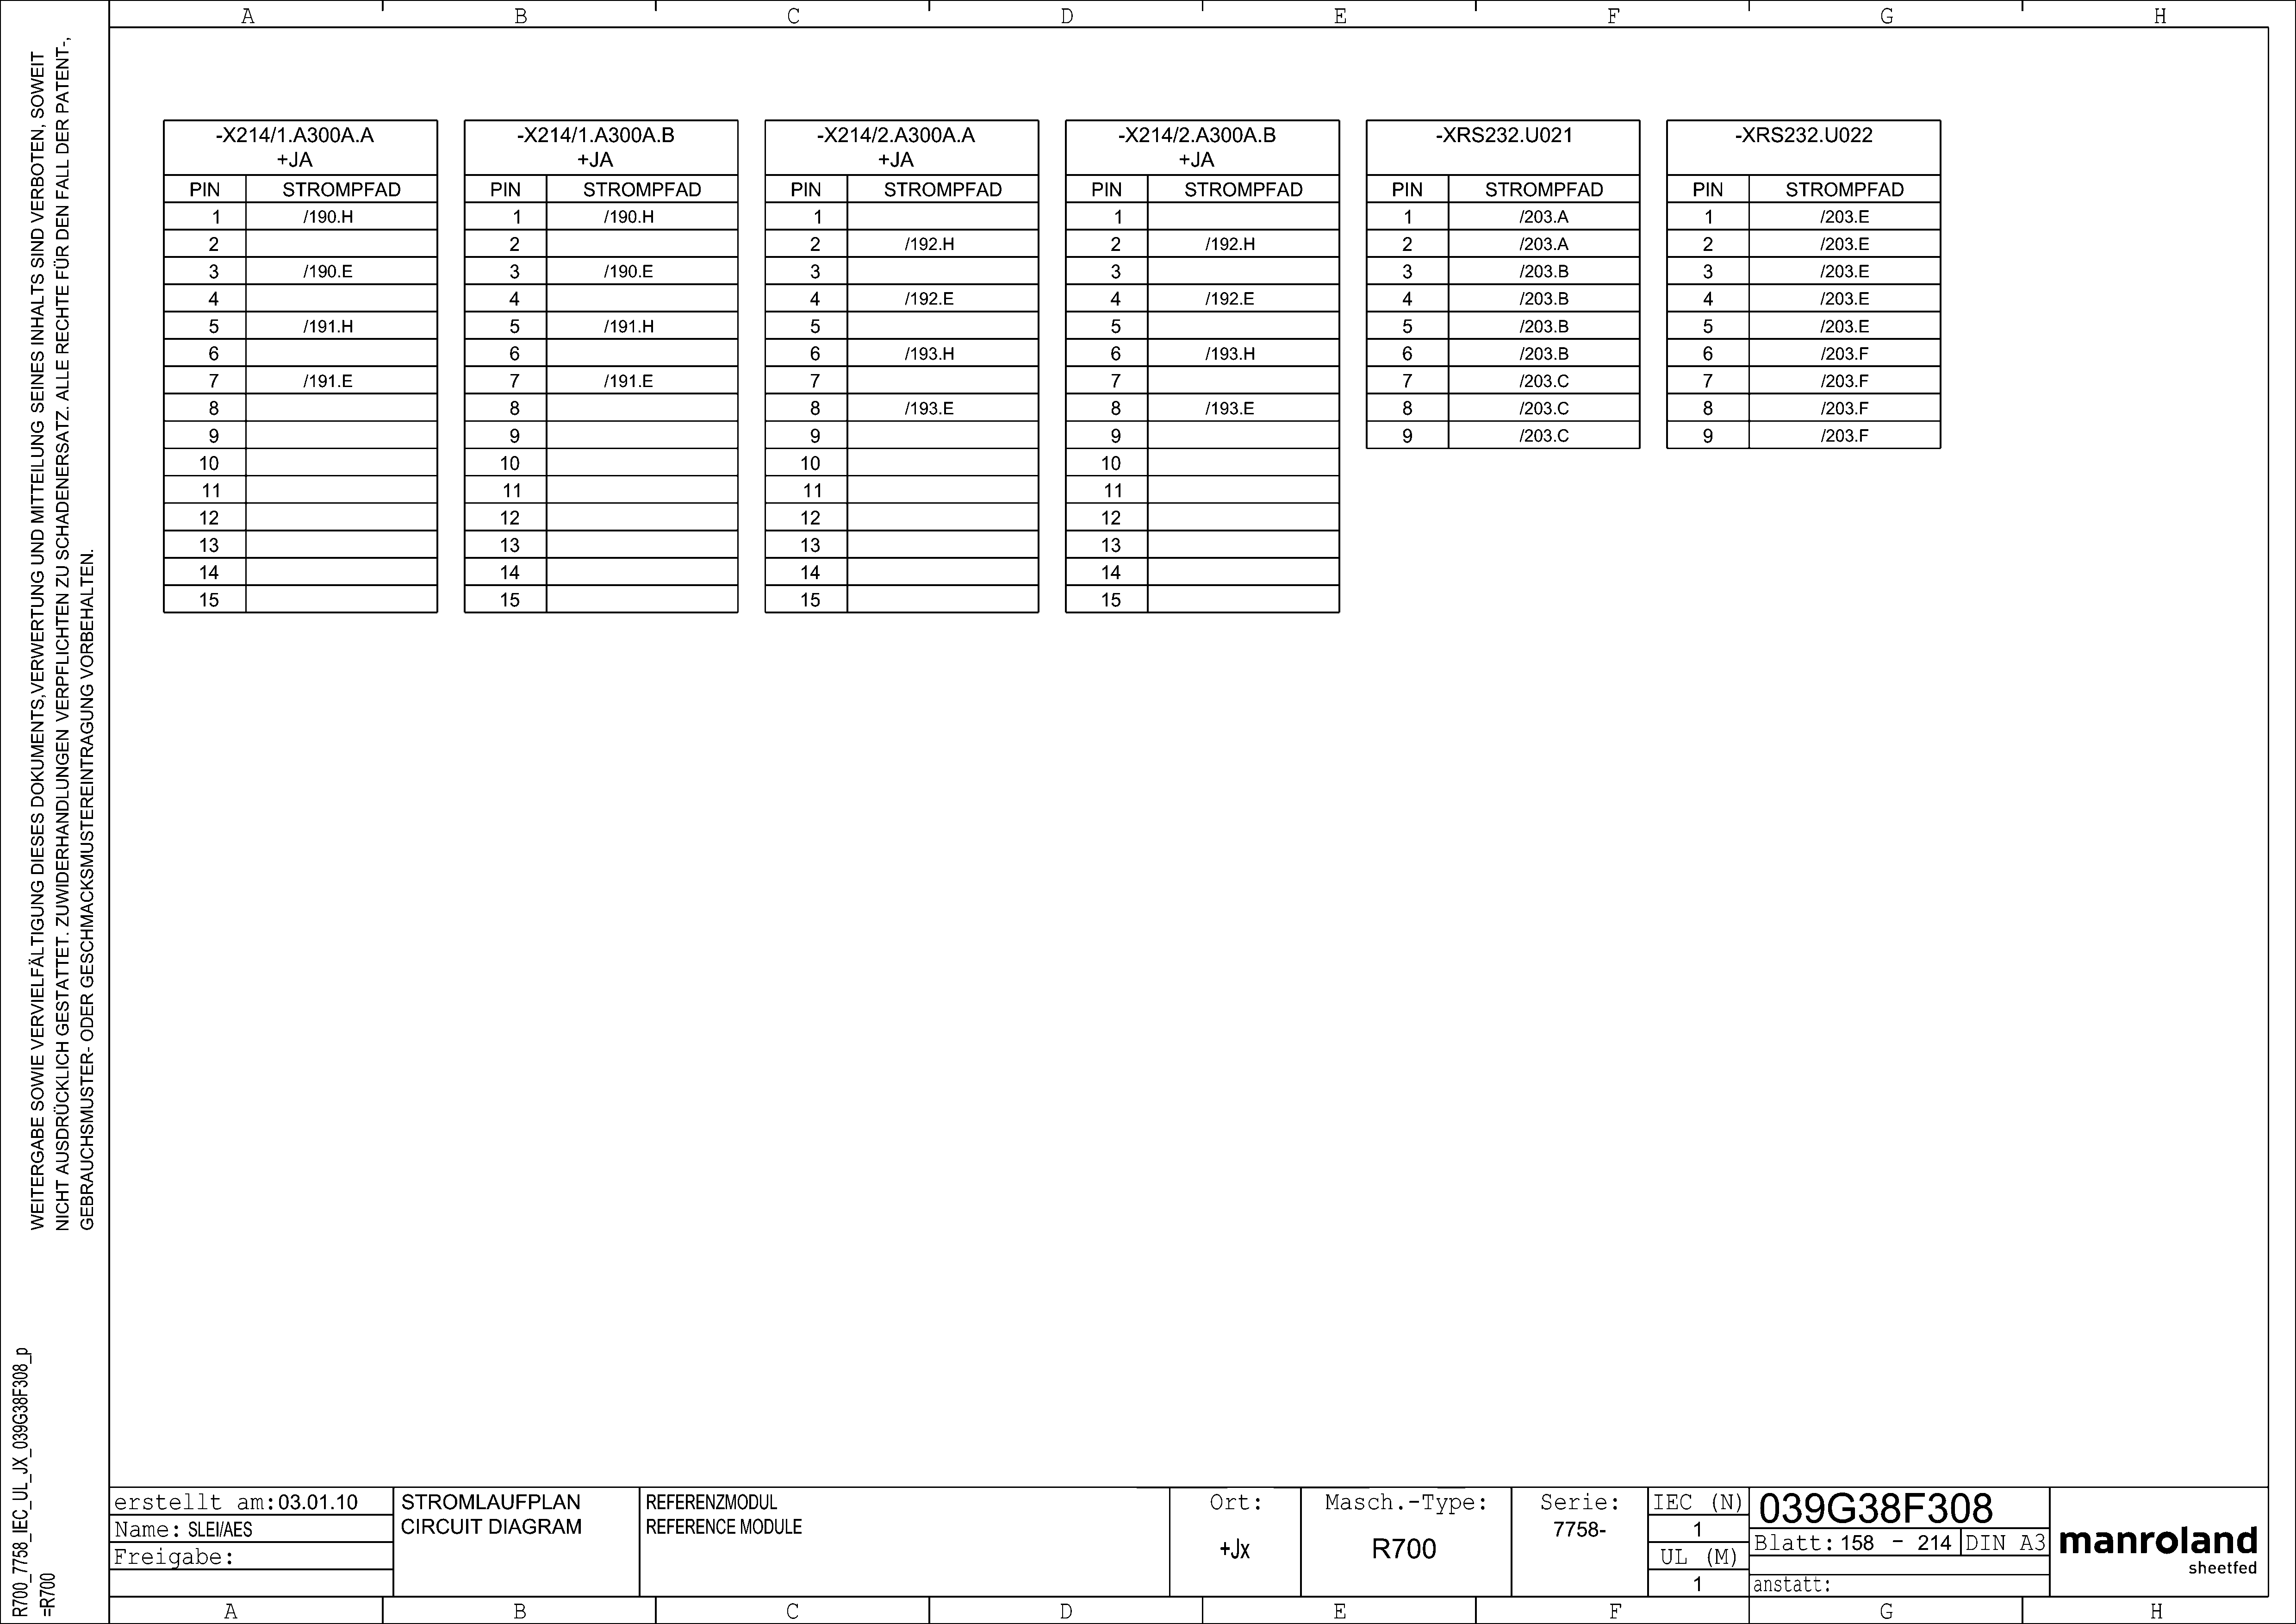 A B C D E F G H
WEITERGABE SOWIE VERVIELFÄLTIGUNG DIESES DOKUMENTS,VERWERTUNG UND MITTEILUNG SEINES INHALTS SIND VERBOTEN, SOWEIT
NICHT AUSDRÜCKLICH GESTATTET. ZUWIDERHANDLUNGEN VERPFLICHTEN ZU SCHADENERSATZ. ALLE RECHTE FÜR DEN FALL DER PATENT-,
GEBRAUCHSMUSTER- ODER GESCHMACKSMUSTEREINTRAGUNG VORBEHALTEN.
R700_7758_IEC_UL_JX_039G38F308_p
=R700
-X214/1.A300A.A
+JA
PIN STROMPFAD
1 /190.H
2
3 /190.E
4
5 /191.H
6
7 /191.E
8
9
10
11
12
13
14
15
-X214/1.A300A.B
+JA
PIN STROMPFAD
1 /190.H
2
3 /190.E
4
5 /191.H
6
7 /191.E
8
9
10
11
12
13
14
15
-X214/2.A300A.A
+JA
PIN STROMPFAD
1
2 /192.H
3
4 /192.E
5
6 /193.H
7
8 /193.E
9
10
11
12
13
14
15
-X214/2.A300A.B
+JA
PIN STROMPFAD
1
2 /192.H
3
4 /192.E
5
6 /193.H
7
8 /193.E
9
10
11
12
13
14
15
-XRS232.U021
PIN STROMPFAD
1 /203.A
2 /203.A
3 /203.B
4 /203.B
5 /203.B
6 /203.B
7 /203.C
8 /203.C
9 /203.C
-XRS232.U022
PIN STROMPFAD
1 /203.E
2 /203.E
3 /203.E
4 /203.E
5 /203.E
6 /203.F
7 /203.F
8 /203.F
9 /203.F
erstellt am: 03.01.10
Name: SLEI/AES
Freigabe:
STROMLAUFPLAN
CIRCUIT DIAGRAM
REFERENZMODUL
REFERENCE MODULE
Ort:
+Jx
Masch.-Type:
R700
Serie:
7758-
IEC (N)
1
UL (M)
1
039G38F308
Blatt: 158 - 214 DIN A3
anstatt:
manroland
sheetfed
A B C D E F G H